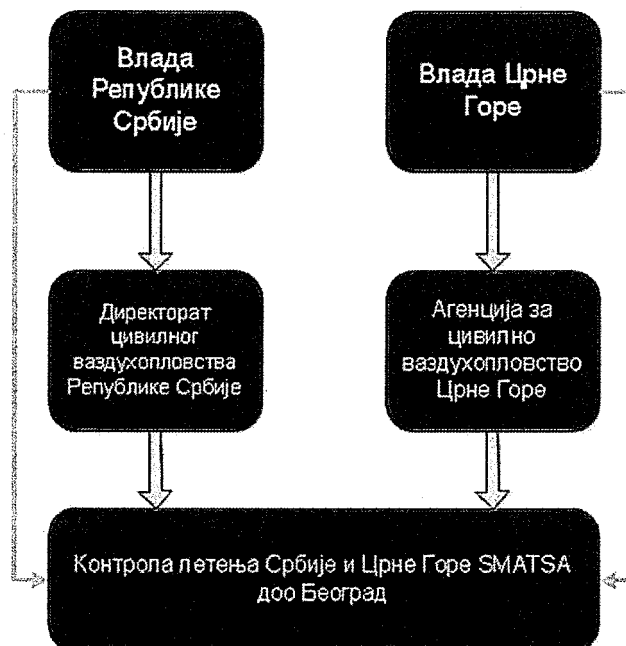 Влада
Републике
Србије
Влада Црне
Горе
Директорат
цивилног
ваздухопловства
Републике Србије
Агенција за
цивилно
ваздухопловство
Црне Горе
Контрола летења Србије и Црне Горе SMATSA
доо Београд